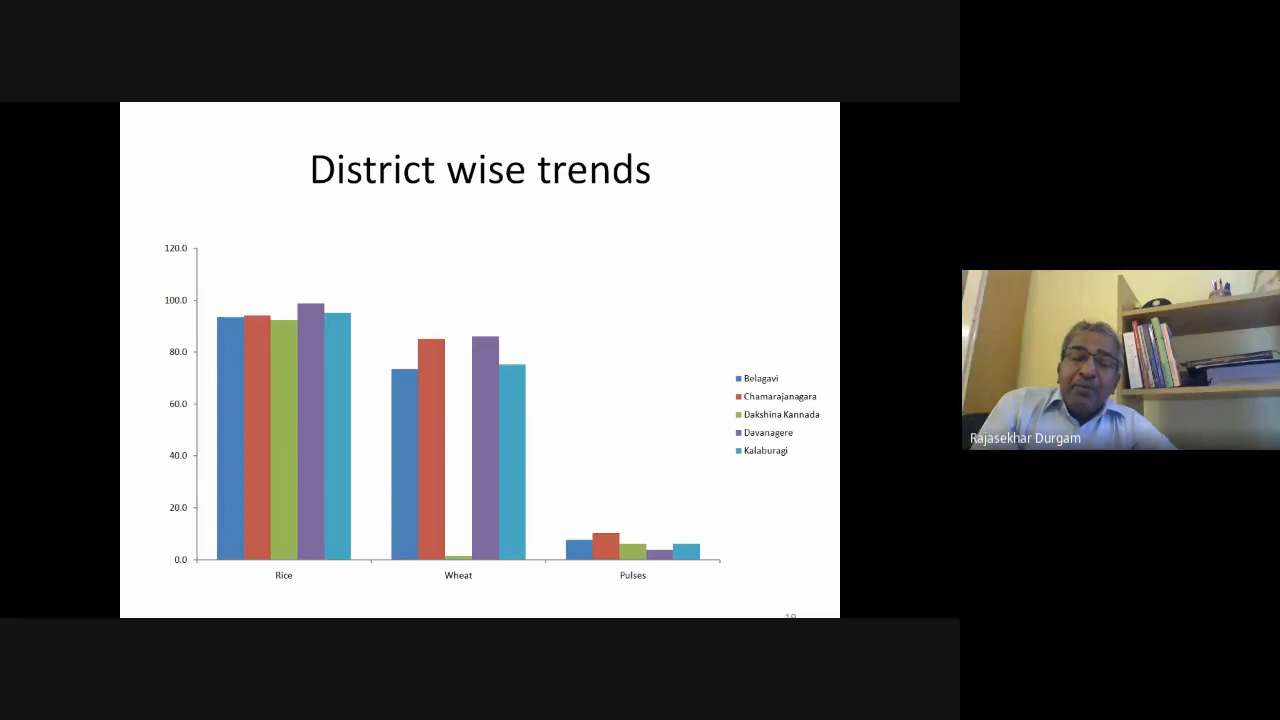 District wise trends
120.0
100.0
80.0
60.0
40.0
20.0
0.0
Rice
Wheat
Pulses
Belagavi
Chamarajanagara
Dakshina Kannada
Davanagere
Kalaburagi
Rajasekhar Durgam